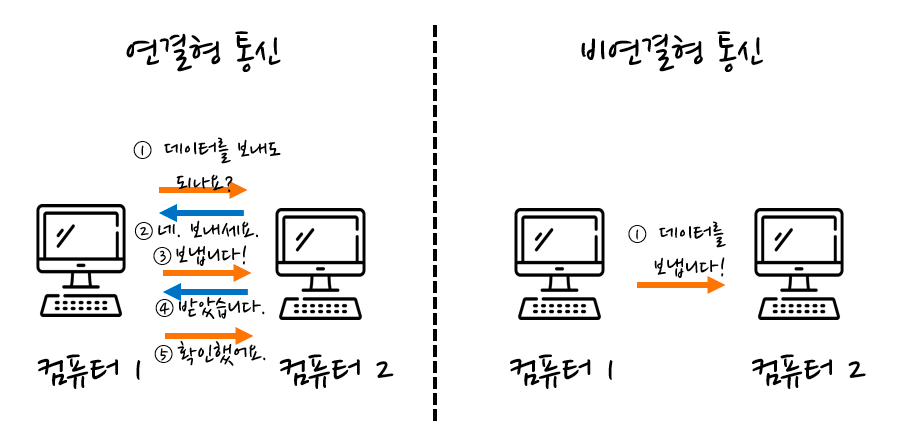 연결형 통신
① 데이터를 보내도
되나요?
② 네. 보내세요.
③ 보냅니다!
④ 받았습니다.
⑤ 확인했어요.
컴퓨터 1
컴퓨터 2
비연결형 통신
① 데이터를
보냅니다!
컴퓨터 1
컴퓨터 2